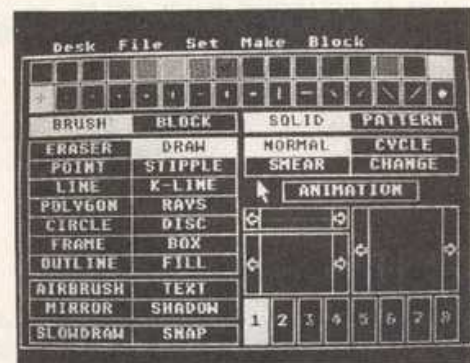 Desk File Set Make Block
BRUSH BLOCK SOLID PATTERN
ERASER DRAW NORMAL CYCLE
POINT STIPPLE SMEAR CHANGE
LINE K-LINE ANIMATION
POLYGON RAYS
CIRCLE DISC
FRAME BOX
OUTLINE FILL
AIRBRUSH TEXT
MIRROR SHADOW
SLOWDRAW SNAP
1 2 3 4 5 6 7 8